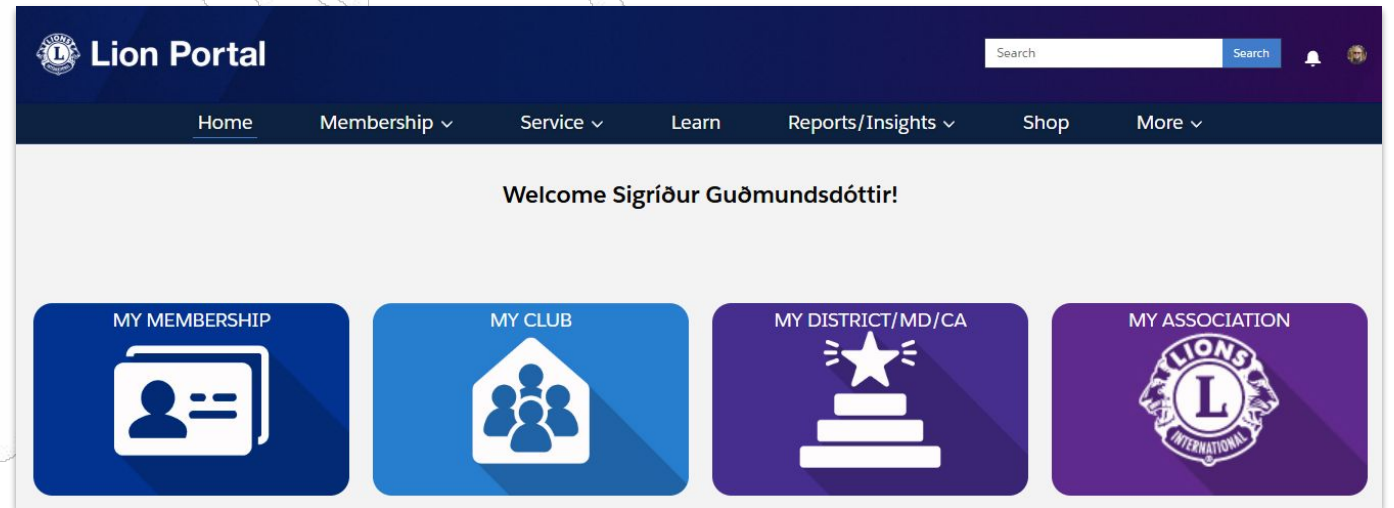 Lion Portal
Search Search
Home Membership Service Learn Reports/Insights Shop More
Welcome Sigríður Guðmundsdóttir!
MY MEMBERSHIP MY CLUB MY DISTRICT/MD/CA MY ASSOCIATION
LIONS
L
INTERNATIONAL